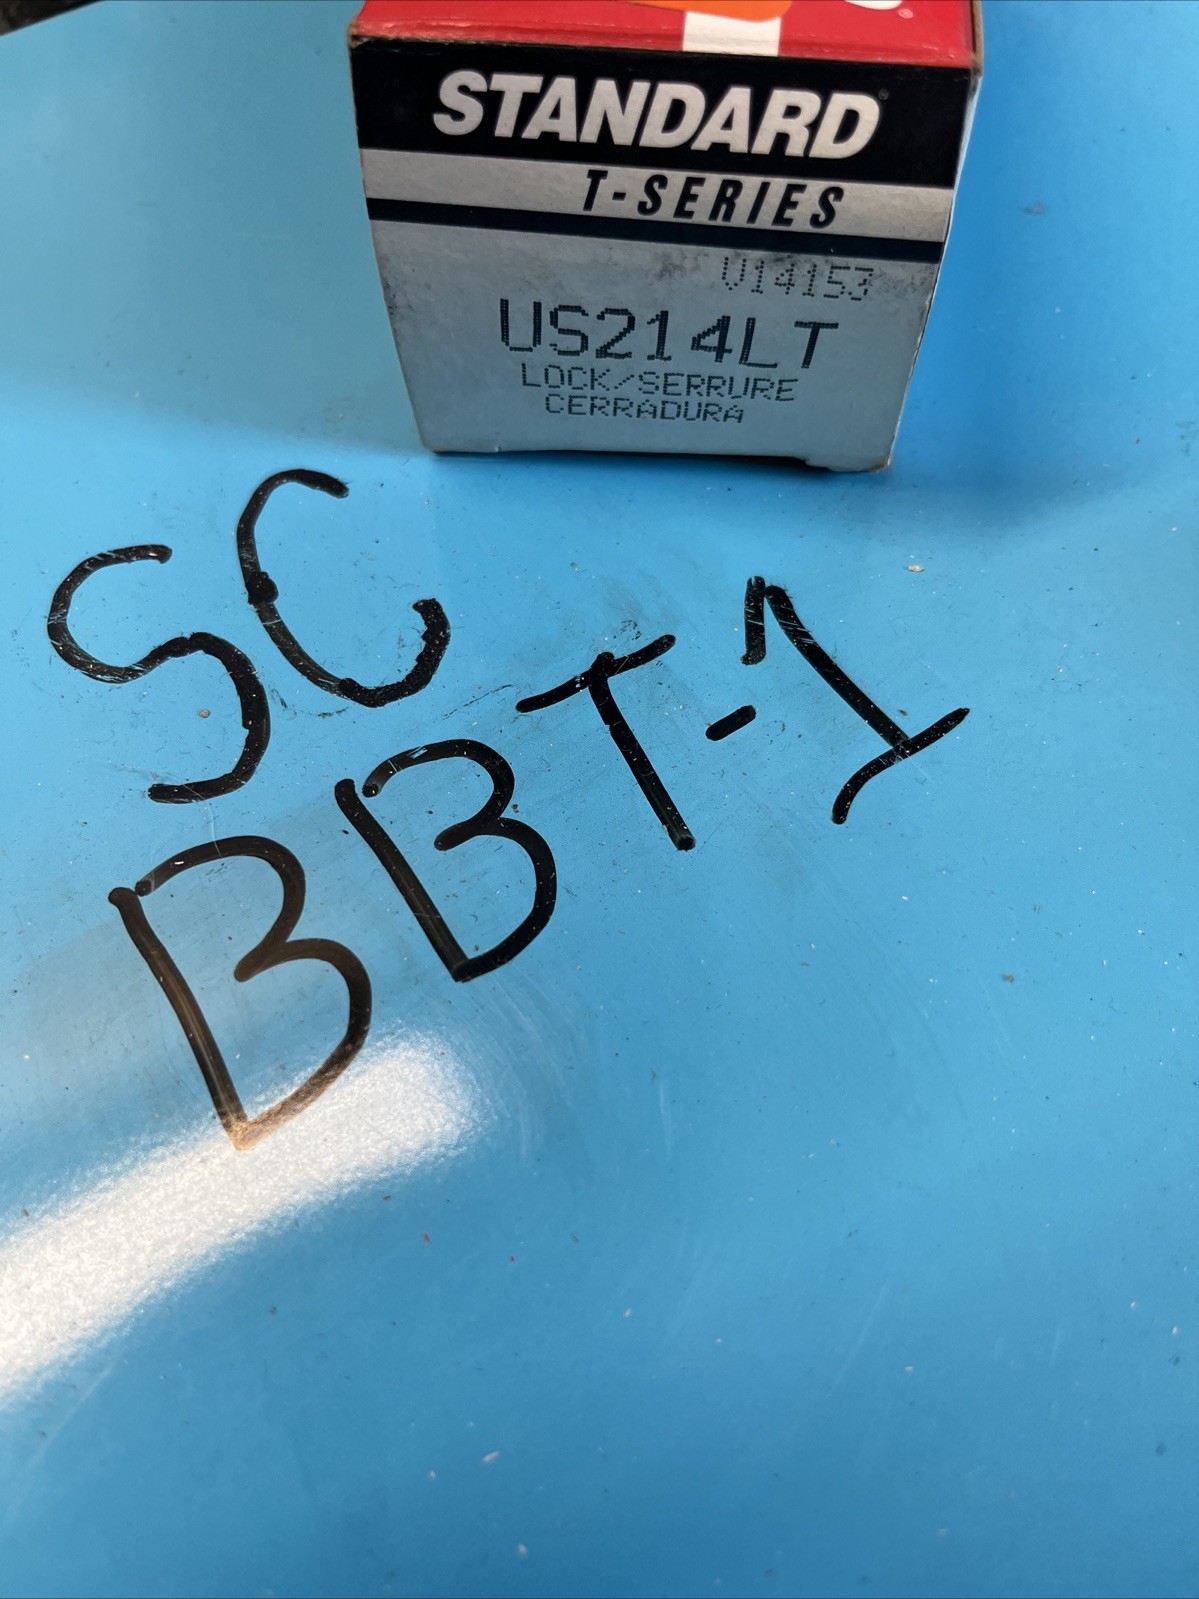 STANDARD®
T-SERIES
V14153
US214LT
LOCK/SERRURE
CERRADURA
SC
BBT-1